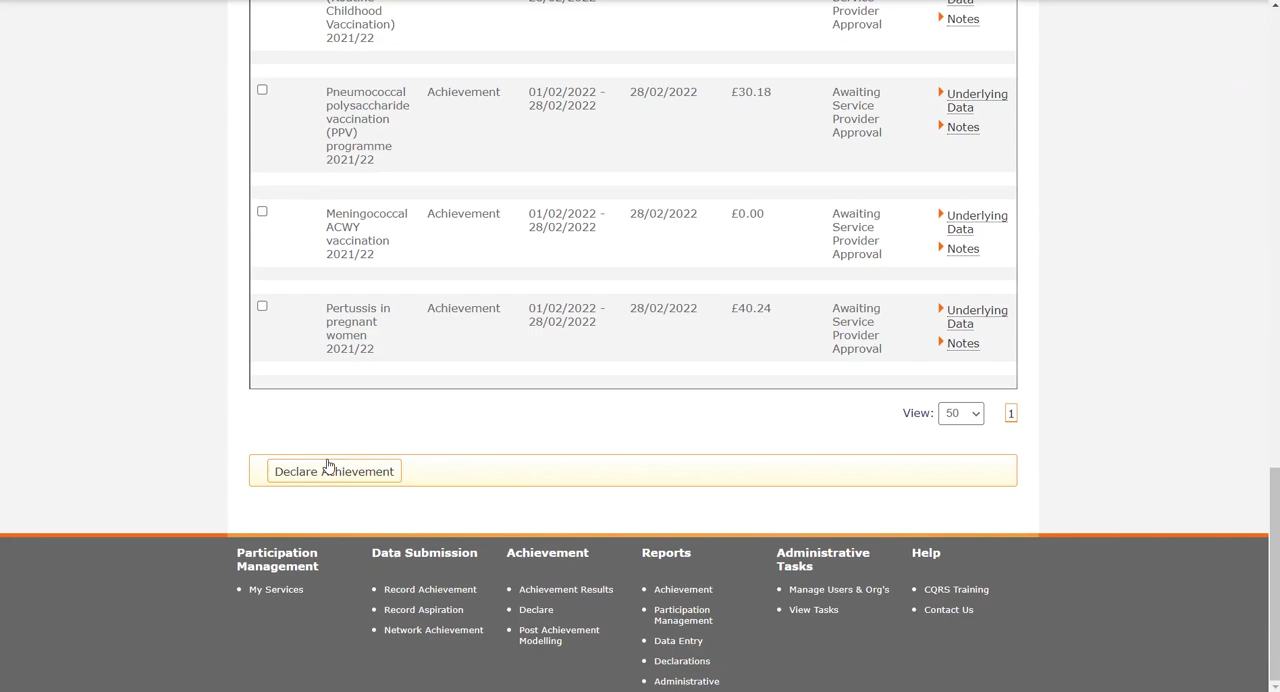 Childhood
Vaccination)
2021/22
Provider
Approval
Notes
Pneumococcal
polysaccharide
vaccination
(PPV)
programme
2021/22
Achievement
01/02/2022 -
28/02/2022
28/02/2022
£30.18
Awaiting
Service
Provider
Approval
Underlying
Data
Notes
Meningococcal
ACWY
vaccination
2021/22
Achievement
01/02/2022 -
28/02/2022
28/02/2022
£0.00
Awaiting
Service
Provider
Approval
Underlying
Data
Notes
Pertussis in
pregnant
women
2021/22
Achievement
01/02/2022 -
28/02/2022
28/02/2022
£40.24
Awaiting
Service
Provider
Approval
Underlying
Data
Notes
View: 50 1
Declare Achievement
Participation
Management
My Services
Data Submission
Record Achievement
Record Aspiration
Network Achievement
Achievement
Achievement Results
Declare
Post Achievement
Modelling
Reports
Achievement
Participation
Management
Data Entry
Declarations
Administrative
Administrative
Tasks
Manage Users & Org's
View Tasks
Help
CQRS Training
Contact Us